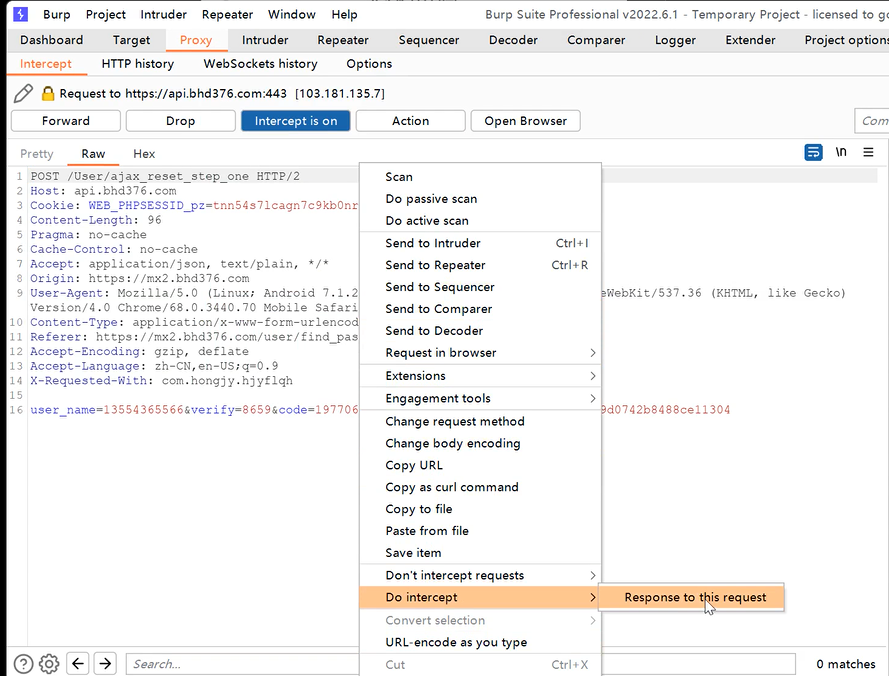 Burp Project Intruder Repeater Window Help Burp Suite Professional v2022.6.1 - Temporary Project - licensed to
Dashboard Target Proxy Intruder Repeater Sequencer Decoder Comparer Logger Extender Project options
Intercept HTTP history WebSockets history Options
Request to https://api.bhd376.com:443 [103.181.135.7]
Forward Drop Intercept is on Action Open Browser
Pretty Raw Hex \n
1 POST /User/ajax_reset_step_one HTTP/2
2 Host: api.bhd376.com
3 Cookie: WEB_PHPSESSID_pz=tnn54s7lcagn7c9kb0nr
4 Content-Length: 96
5 Pragma: no-cache
6 Cache-Control: no-cache
7 Accept: application/json, text/plain, */*
8 Origin: https://mx2.bhd376.com
9 User-Agent: Mozilla/5.0 (Linux; Android 7.1.2 eWebKit/537.36 (KHTML, like Gecko)
Version/4.0 Chrome/68.0.3440.70 Mobile Safari
10 Content-Type: application/x-www-form-urlencod
11 Referer: https://mx2.bhd376.com/user/find_pas
12 Accept-Encoding: gzip, deflate
13 Accept-Language: zh-CN,en-US;q=0.9
14 X-Requested-With: com.hongjy.hjyflqh
15
16 user_name=13554365566&verify=8659&code=197706 9d0742b8488ce11304
Scan
Do passive scan
Do active scan
Send to Intruder Ctrl+I
Send to Repeater Ctrl+R
Send to Sequencer
Send to Comparer
Send to Decoder
Request in browser
Extensions
Engagement tools
Change request method
Change body encoding
Copy URL
Copy as curl command
Copy to file
Paste from file
Save item
Don't intercept requests
Do intercept Response to this request
Convert selection
URL-encode as you type
Cut Ctrl+X
Search... 0 matches